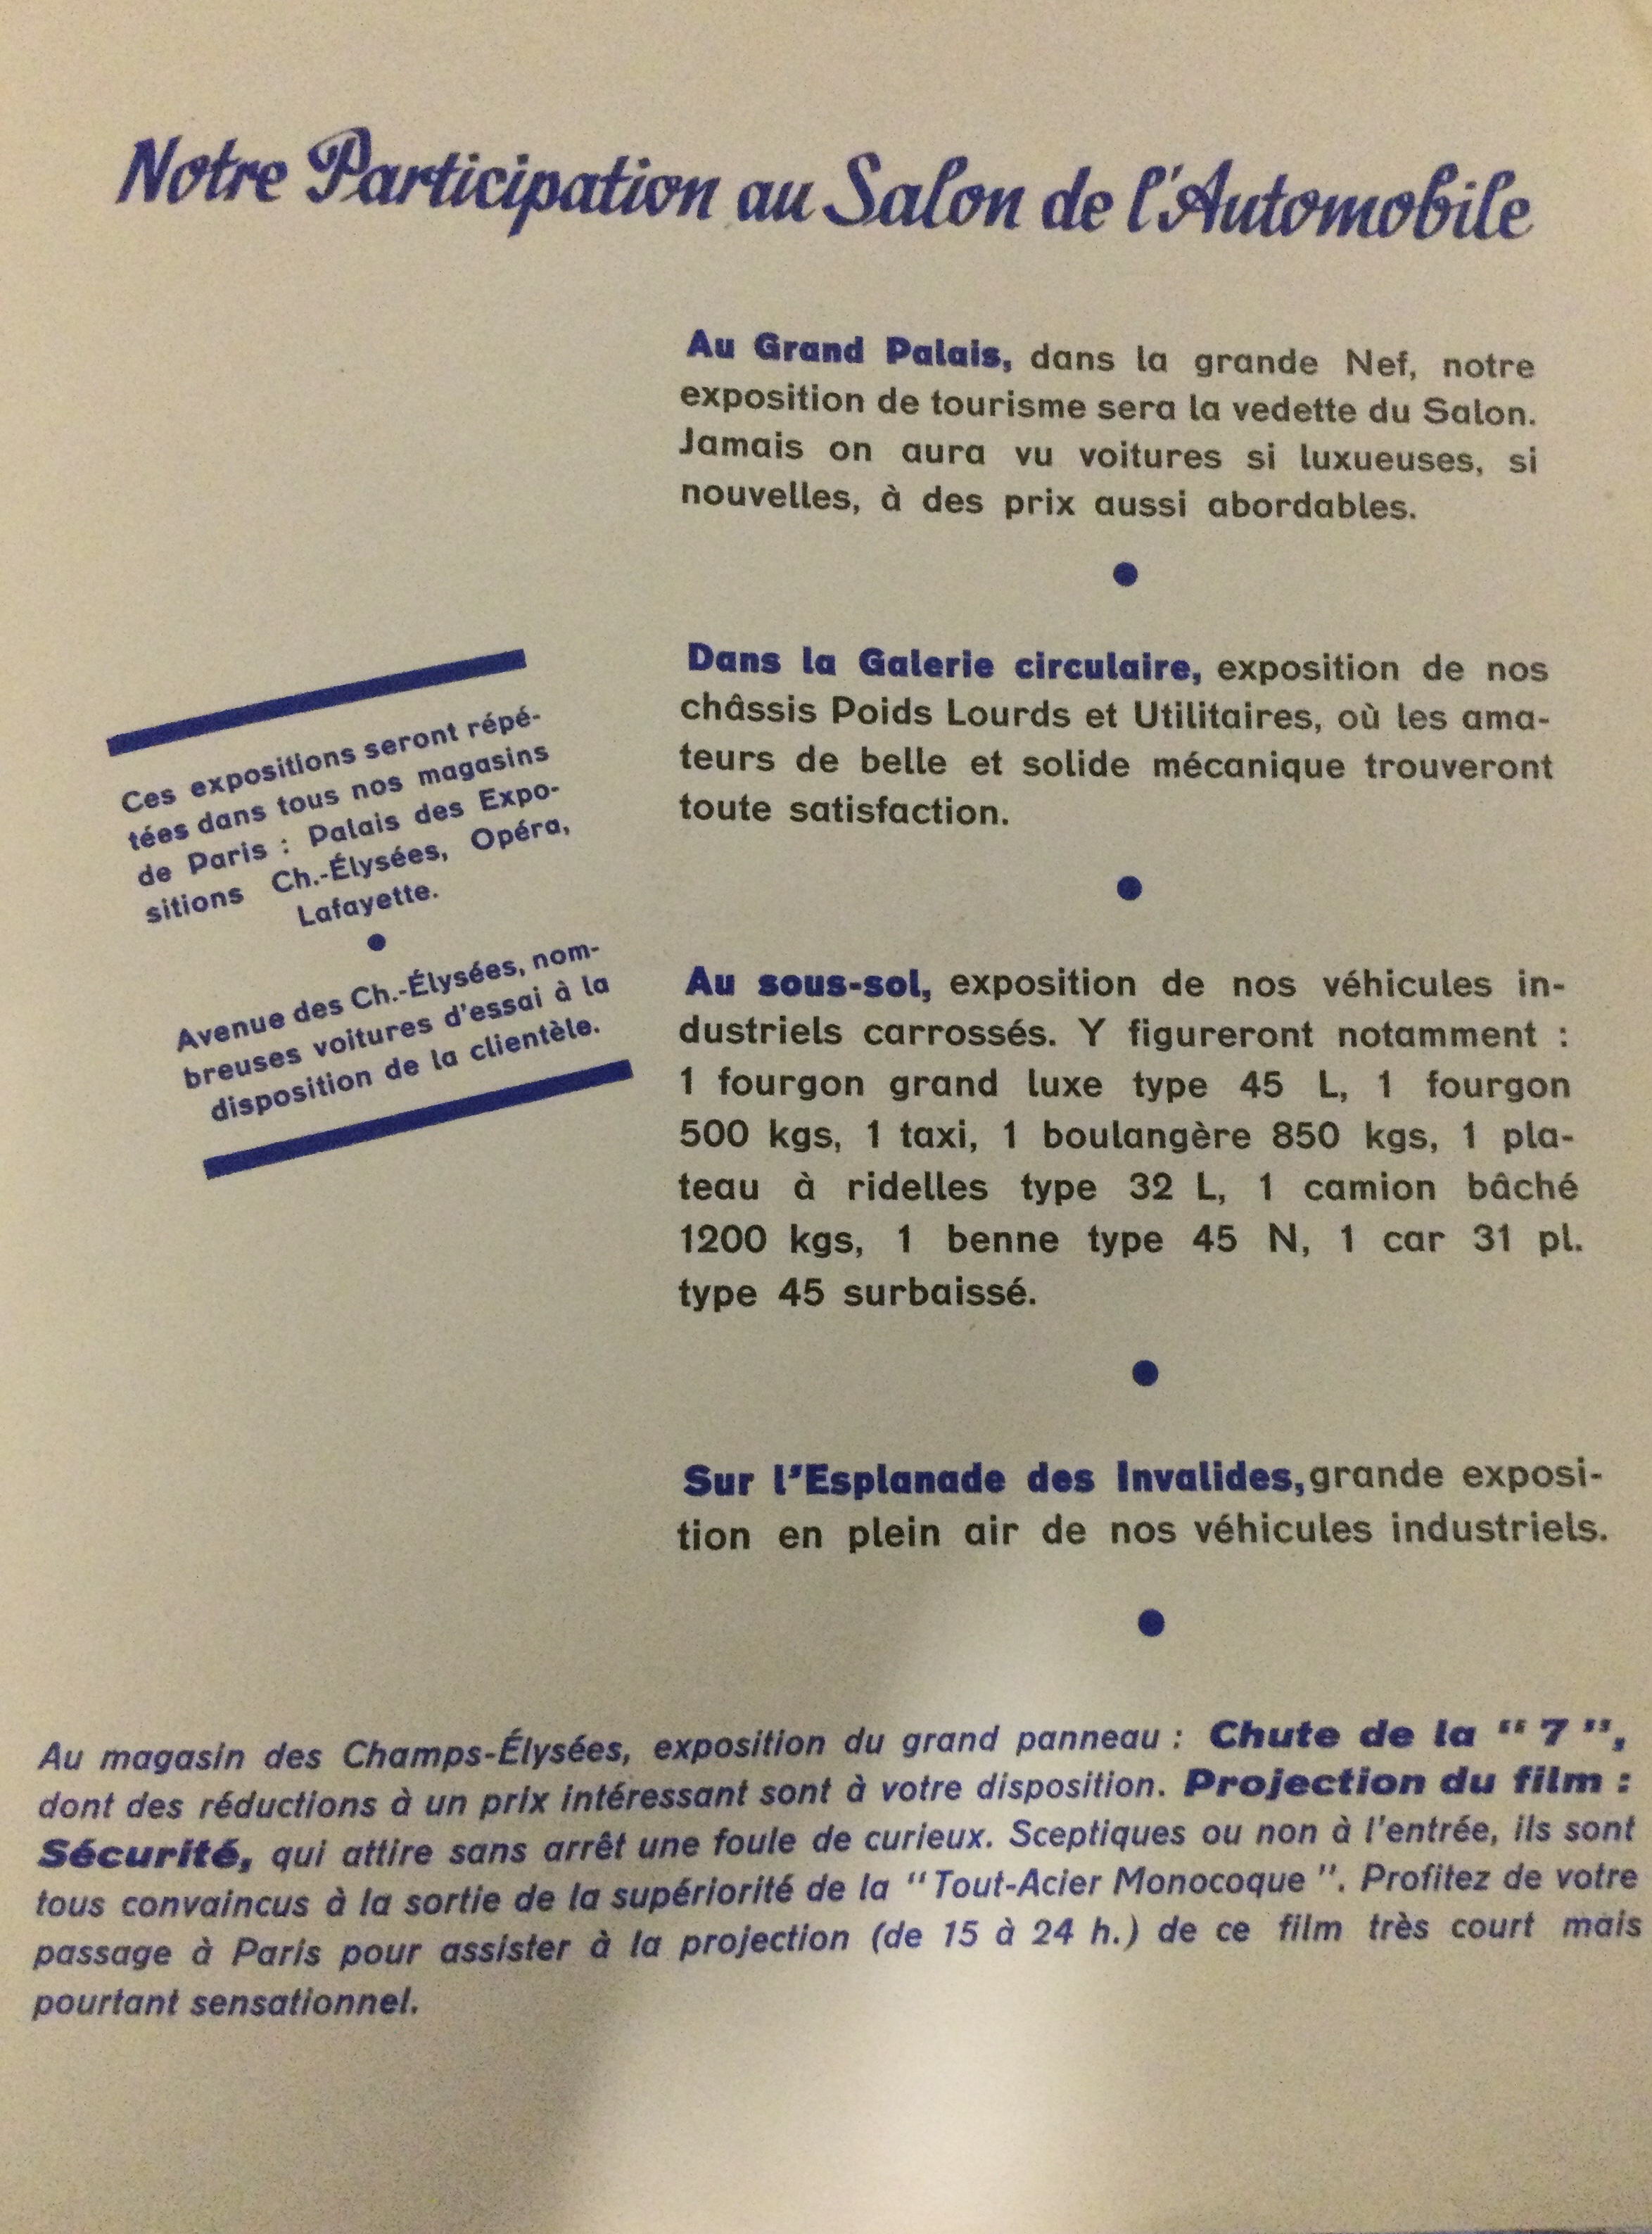 Notre Participation au Salon de l'Automobile
Au Grand Palais, dans la grande Nef, notre
exposition de tourisme sera la vedette du Salon.
Jamais on aura vu voitures si luxueuses, si
nouvelles, à des prix aussi abordables.
Dans la Galerie circulaire, exposition de nos
châssis Poids Lourds et Utilitaires, où les ama-
teurs de belle et solide mécanique trouveront
toute satisfaction.
Ces expositions seront répé-
tées dans tous nos magasins
de Paris : Palais des Expo-
sitions Ch.-Élysées, Opéra,
Lafayette.
Avenue des Ch.-Élysées, nom-
breuses voitures d'essai à la
disposition de la clientèle.
Au sous-sol, exposition de nos véhicules in-
dustriels carrossés. Y figureront notamment :
1 fourgon grand luxe type 45 L, 1 fourgon
500 kgs, 1 taxi, 1 boulangère 850 kgs, 1 pla-
teau à ridelles type 32 L, 1 camion bâché
1200 kgs, 1 benne type 45 N, 1 car 31 pl.
type 45 surbaissé.
Sur l'Esplanade des Invalides, grande exposi-
tion en plein air de nos véhicules industriels.
Au magasin des Champs-Élysées, exposition du grand panneau : Chute de la “ 7 ”,
dont des réductions à un prix intéressant sont à votre disposition. Projection du film :
Sécurité, qui attire sans arrêt une foule de curieux. Sceptiques ou non à l'entrée, ils sont
tous convaincus à la sortie de la supériorité de la “ Tout-Acier Monocoque ”. Profitez de votre
passage à Paris pour assister à la projection (de 15 à 24 h.) de ce film très court mais
pourtant sensationnel.